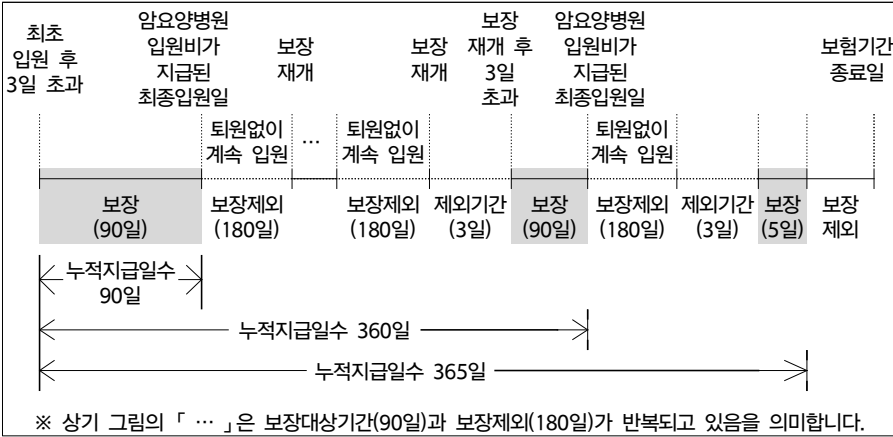 최초
입원 후
3일 초과
암요양병원
입원비가
지급된
최종입원일
보장
재개
보장
재개
보장
재개 후
3일
초과
암요양병원
입원비가
지급된
최종입원일
보험기간
종료일
퇴원없이
계속 입원
…
퇴원없이
계속 입원
퇴원없이
계속 입원
보장
(90일)
보장제외
(180일)
보장제외
(180일)
제외기간
(3일)
보장
(90일)
보장제외
(180일)
제외기간
(3일)
보장
(5일)
보장
제외
누적지급일수
90일
누적지급일수 360일
누적지급일수 365일
※ 상기 그림의 「 … 」은 보장대상기간(90일)과 보장제외(180일)가 반복되고 있음을 의미합니다.